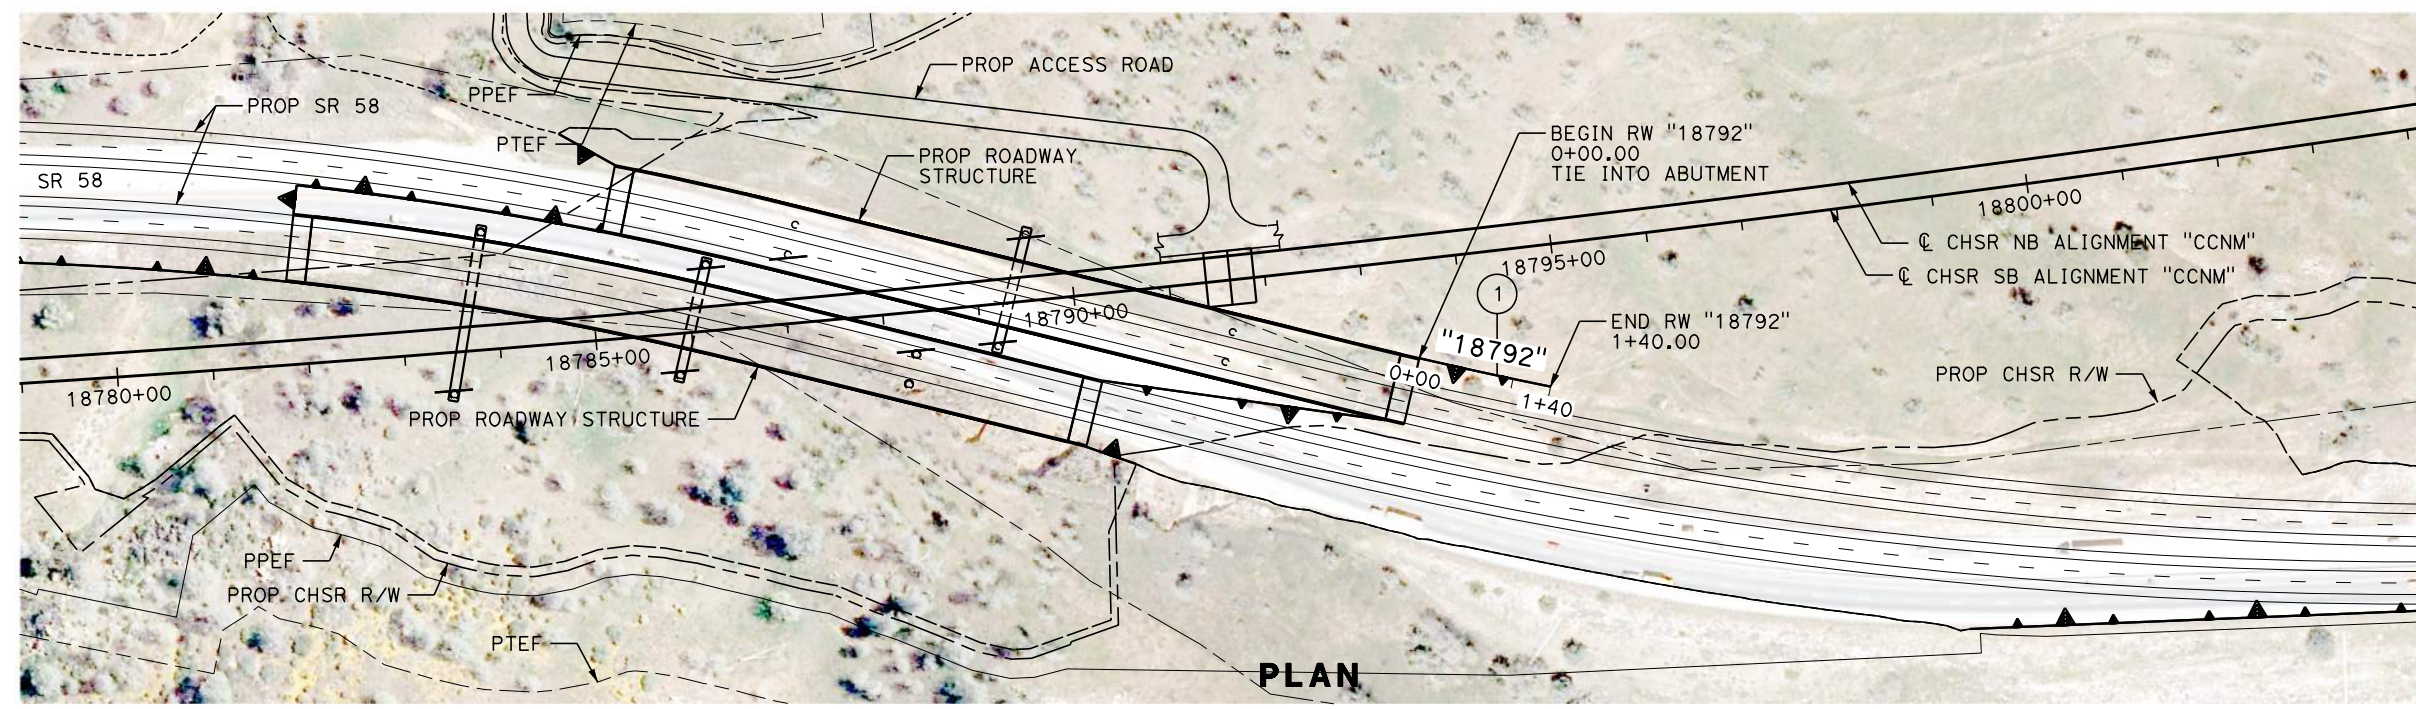 PROP ACCESS ROAD
PPEF
PROP SR 58
PTEF
PROP ROADWAY
STRUCTURE
SR 58
BEGIN RW "18792"
0+00.00
TIE INTO ABUTMENT
18800+00
℄ CHSR NB ALIGNMENT "CCNM"
℄ CHSR SB ALIGNMENT "CCNM"
18795+00
1
18790+00
END RW "18792"
1+40.00
"18792"
18785+00
0+00
PROP CHSR R/W
18780+00
1+40
PROP ROADWAY STRUCTURE
PPEF
PROP CHSR R/W
PTEF
PLAN